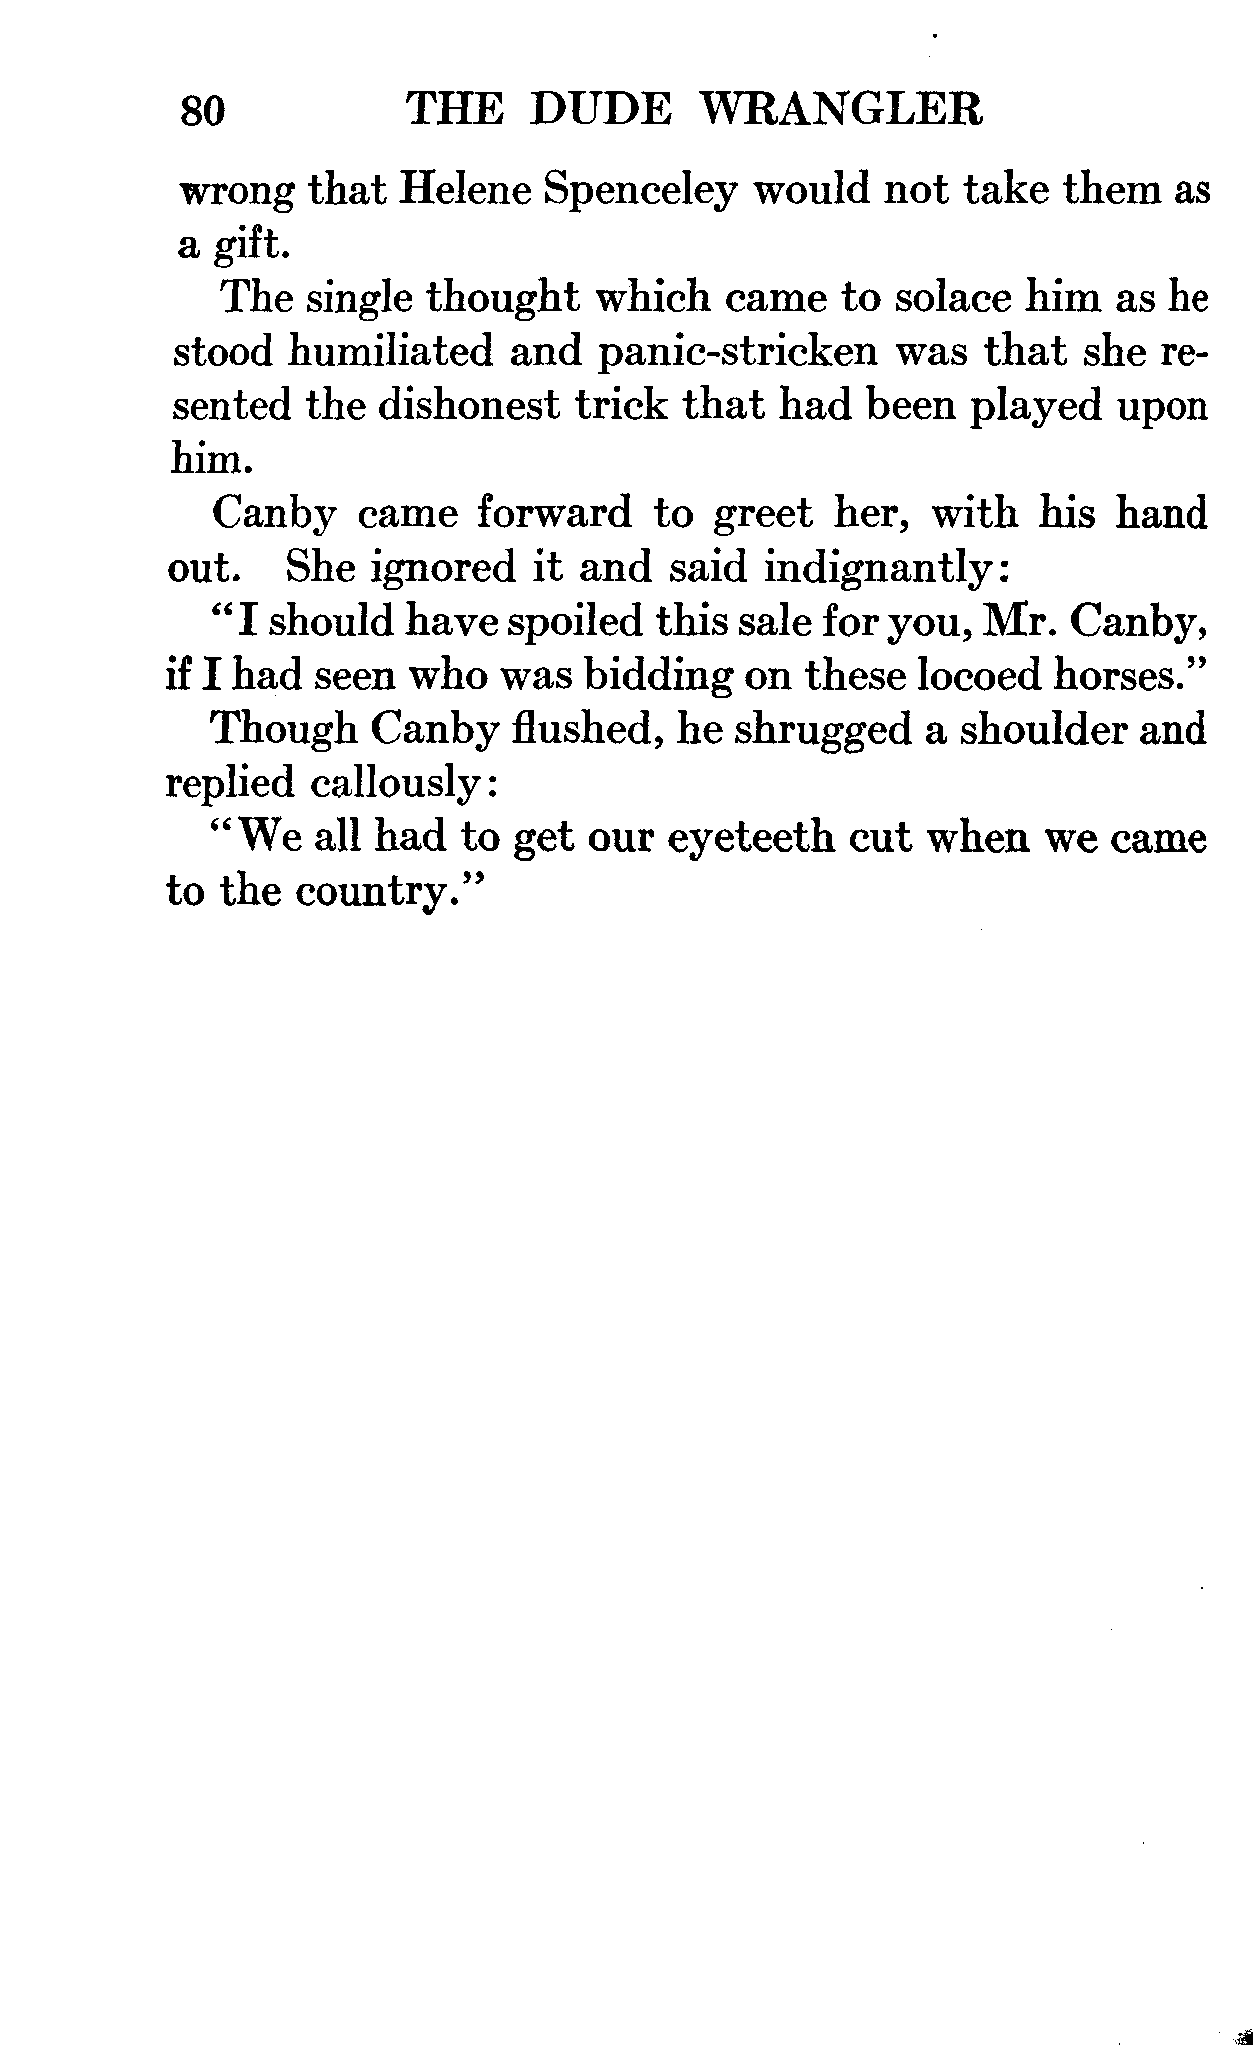 80 THE DUDE WRANGLER
wrong that Helene Spenceley would not take them as
a gift.
The single thought which came to solace him as he
stood humiliated and panic-stricken was that she re-
sented the dishonest trick that had been played upon
him.
Canby came forward to greet her, with his hand
out. She ignored it and said indignantly:
"I should have spoiled this sale for you, Mr. Canby,
if I had seen who was bidding on these locoed horses."
Though Canby flushed, he shrugged a shoulder and
replied callously:
"We all had to get our eyeteeth cut when we came
to the country."